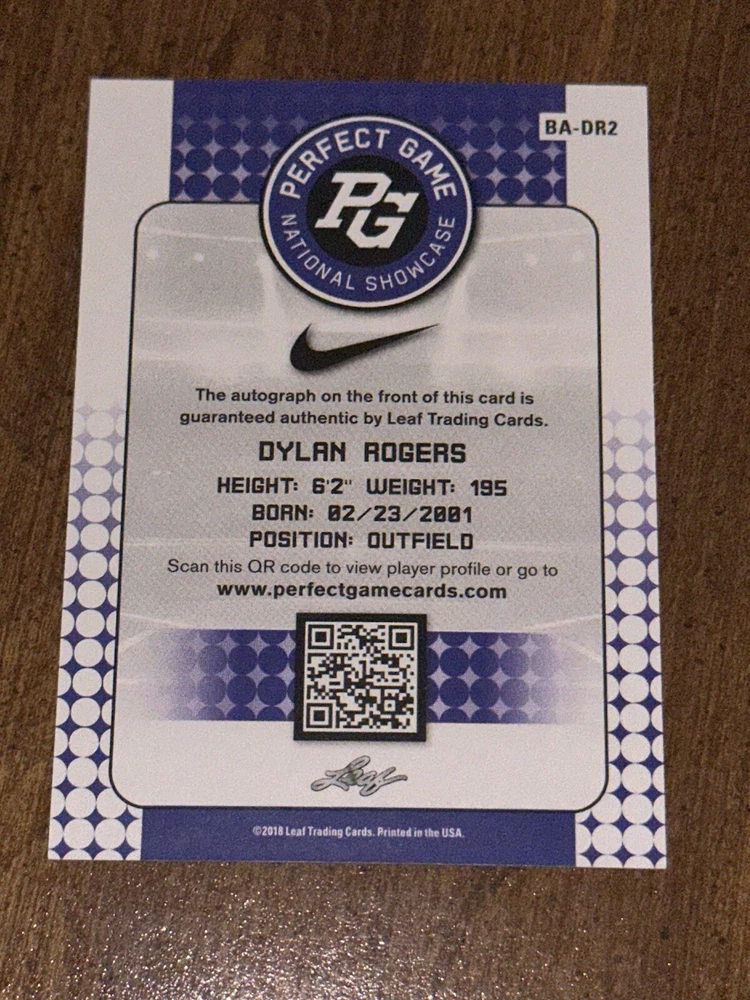 BA-DR2
PERFECT GAME
PG
NATIONAL SHOWCASE
The autograph on the front of this card is
guaranteed authentic by Leaf Trading Cards.
DYLAN ROGERS
HEIGHT: 6'2" WEIGHT: 195
BORN: 02/23/2001
POSITION: OUTFIELD
Scan this QR code to view player profile or go to
www.perfectgamecards.com
Leaf
©2018 Leaf Trading Cards. Printed in the USA.